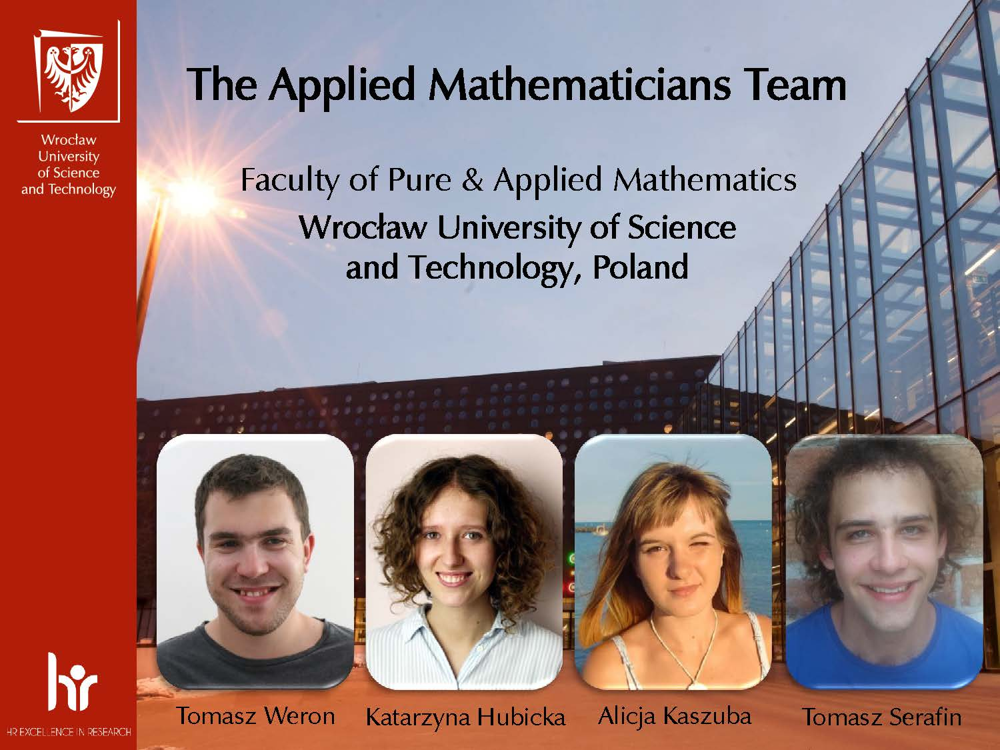 Wrocław
University
of Science
and Technology
The Applied Mathematicians Team
Faculty of Pure & Applied Mathematics
Wrocław University of Science
and Technology, Poland
Tomasz Weron
Katarzyna Hubicka
Alicja Kaszuba
Tomasz Serafin
hr
HR EXCELLENCE IN RESEARCH